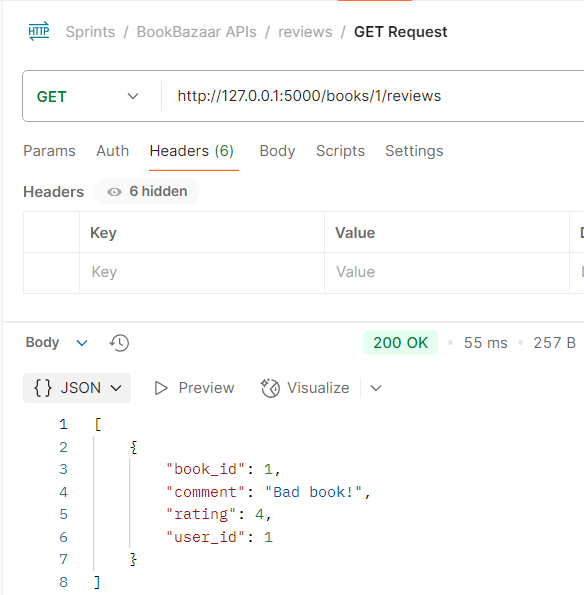 HTTP Sprints / BookBazaar APIs / reviews / GET Request
GET http://127.0.0.1:5000/books/1/reviews
Params Auth Headers (6) Body Scripts Settings
Headers 6 hidden
Key Value
Key Value
Body 200 OK • 55 ms • 257 B
{} JSON Preview Visualize
1 [
2 {
3 "book_id": 1,
4 "comment": "Bad book!",
5 "rating": 4,
6 "user_id": 1
7 }
8 ]